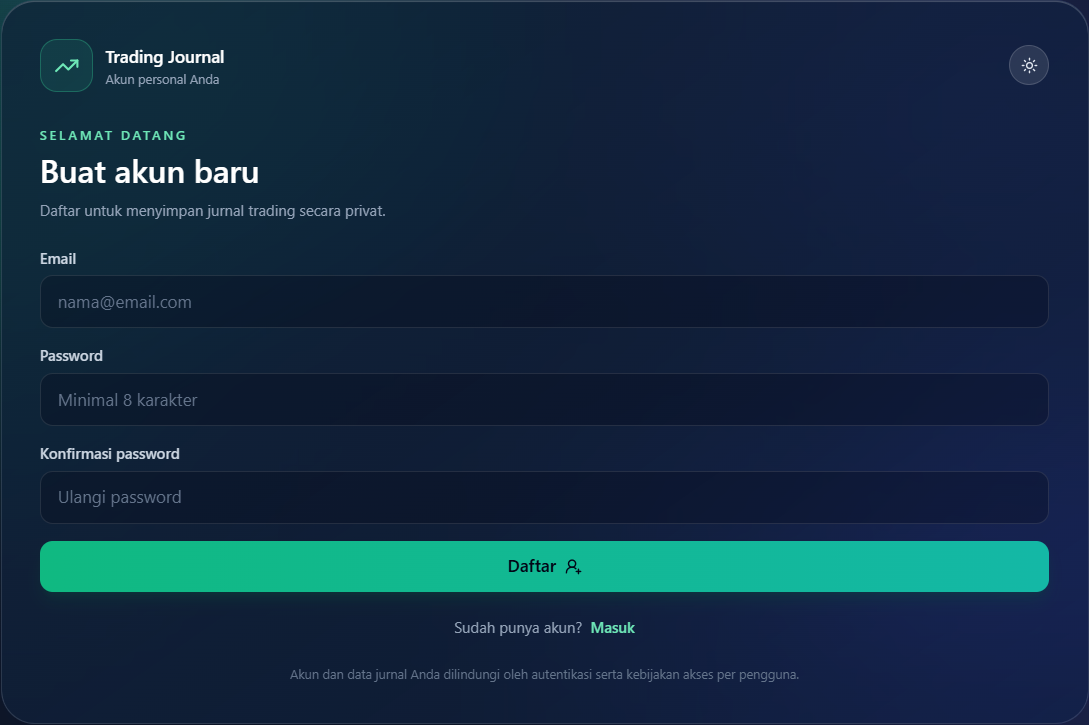 Trading Journal
Akun personal Anda
SELAMAT DATANG
Buat akun baru
Daftar untuk menyimpan jurnal trading secara privat.
Email
nama@email.com
Password
Minimal 8 karakter
Konfirmasi password
Ulangi password
Daftar
Sudah punya akun? Masuk
Akun dan data jurnal Anda dilindungi oleh autentikasi serta kebijakan akses per pengguna.